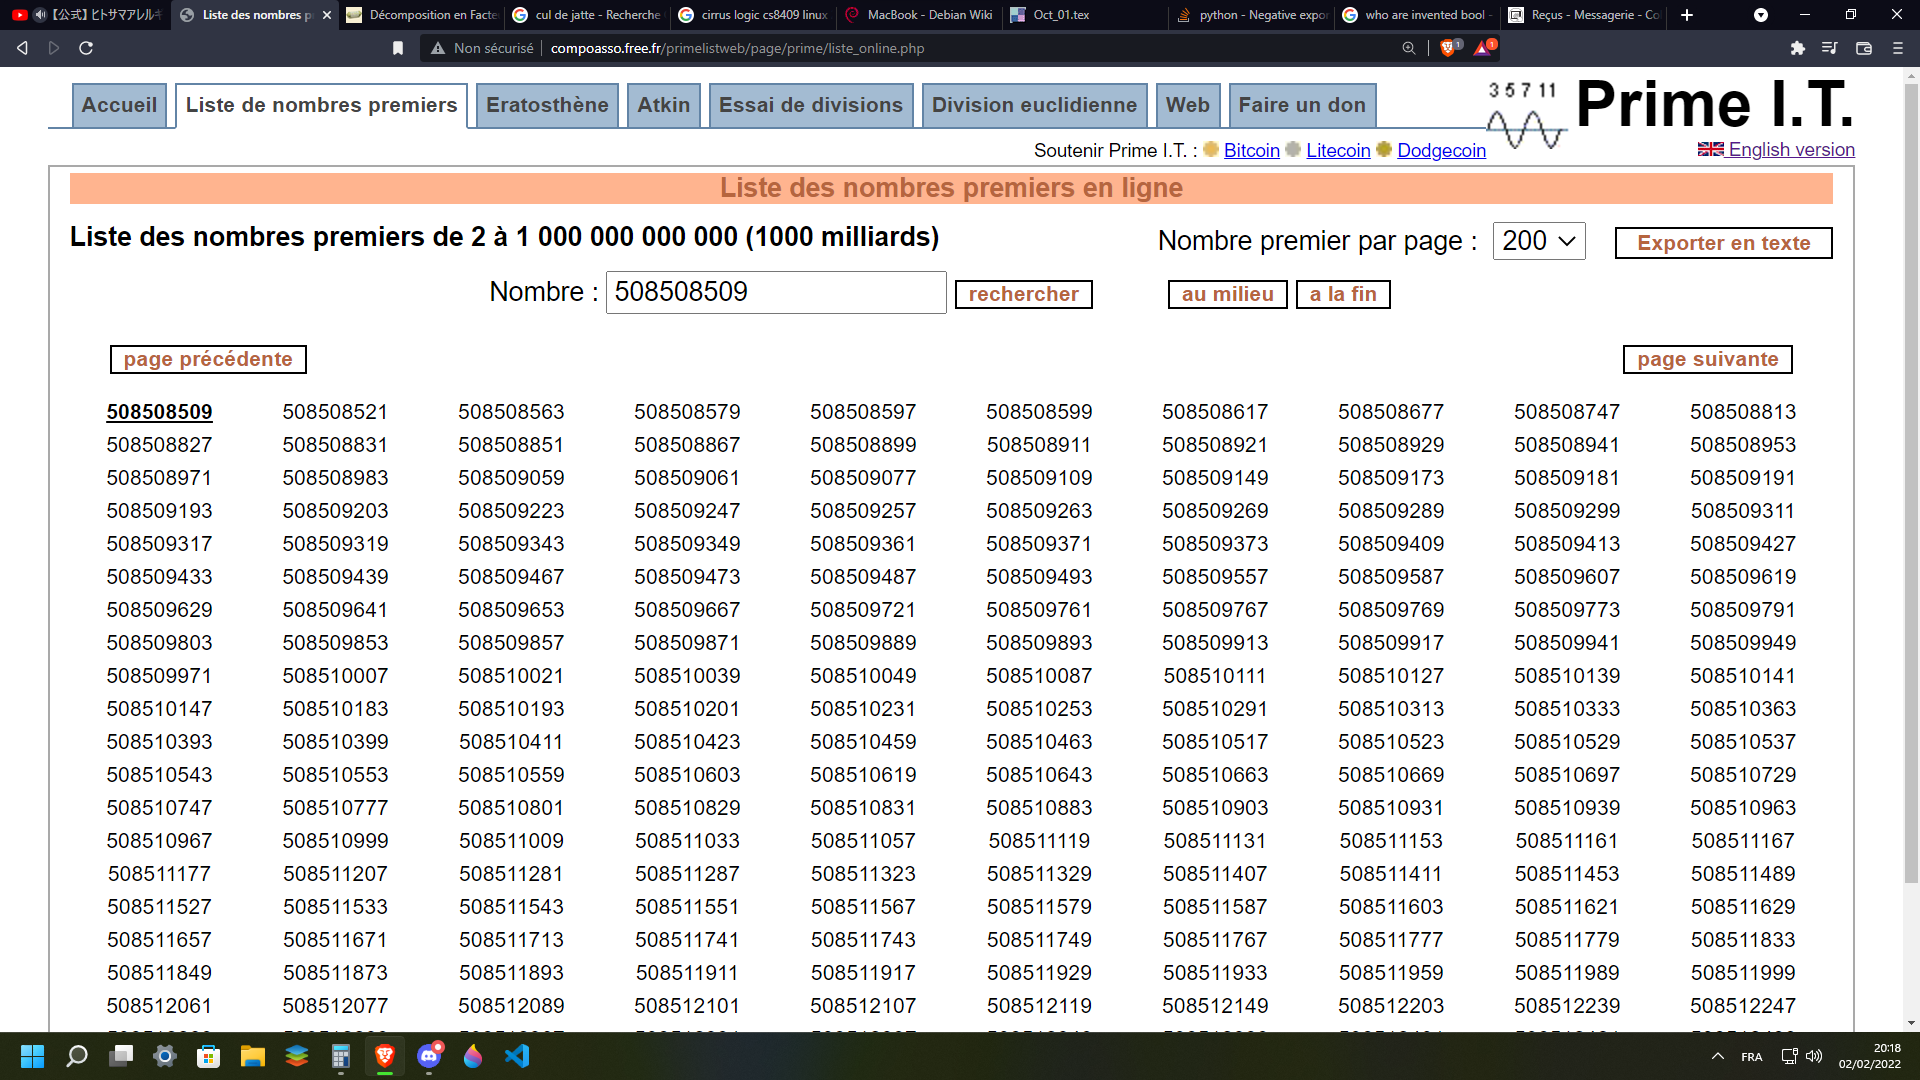 【公式】ヒトサマアレルギ
Liste des nombres p
Décomposition en Facte
cul de jatte - Recherche
cirrus logic cs8409 linux
MacBook - Debian Wiki
Oct_01.tex
python - Negative expo
who are invented bool -
Reçus - Messagerie - Co
Non sécurisé compoasso.free.fr/primelistweb/page/prime/liste_online.php
1 1
Accueil Liste de nombres premiers Eratosthène Atkin Essai de divisions Division euclidienne Web Faire un don
3 5 7 11 Prime I.T.
Soutenir Prime I.T. : Bitcoin Litecoin Dodgecoin English version
Liste des nombres premiers en ligne
Liste des nombres premiers de 2 à 1 000 000 000 000 (1000 milliards)
Nombre premier par page : 200 Exporter en texte
Nombre : 508508509 rechercher au milieu a la fin
page précédente page suivante
508508509 508508521 508508563 508508579 508508597 508508599 508508617 508508677 508508747 508508813
508508827 508508831 508508851 508508867 508508899 508508911 508508921 508508929 508508941 508508953
508508971 508508983 508509059 508509061 508509077 508509109 508509149 508509173 508509181 508509191
508509193 508509203 508509223 508509247 508509257 508509263 508509269 508509289 508509299 508509311
508509317 508509319 508509343 508509349 508509361 508509371 508509373 508509409 508509413 508509427
508509433 508509439 508509467 508509473 508509487 508509493 508509557 508509587 508509607 508509619
508509629 508509641 508509653 508509667 508509721 508509761 508509767 508509769 508509773 508509791
508509803 508509853 508509857 508509871 508509889 508509893 508509913 508509917 508509941 508509949
508509971 508510007 508510021 508510039 508510049 508510087 508510111 508510127 508510139 508510141
508510147 508510183 508510193 508510201 508510231 508510253 508510291 508510313 508510333 508510363
508510393 508510399 508510411 508510423 508510459 508510463 508510517 508510523 508510529 508510537
508510543 508510553 508510559 508510603 508510619 508510643 508510663 508510669 508510697 508510729
508510747 508510777 508510801 508510829 508510831 508510883 508510903 508510931 508510939 508510963
508510967 508510999 508511009 508511033 508511057 508511119 508511131 508511153 508511161 508511167
508511177 508511207 508511281 508511287 508511323 508511329 508511407 508511411 508511453 508511489
508511527 508511533 508511543 508511551 508511567 508511579 508511587 508511603 508511621 508511629
508511657 508511671 508511713 508511741 508511743 508511749 508511767 508511777 508511779 508511833
508511849 508511873 508511893 508511911 508511917 508511929 508511933 508511959 508511989 508511999
508512061 508512077 508512089 508512101 508512107 508512119 508512149 508512203 508512239 508512247
FRA
20:18
02/02/2022